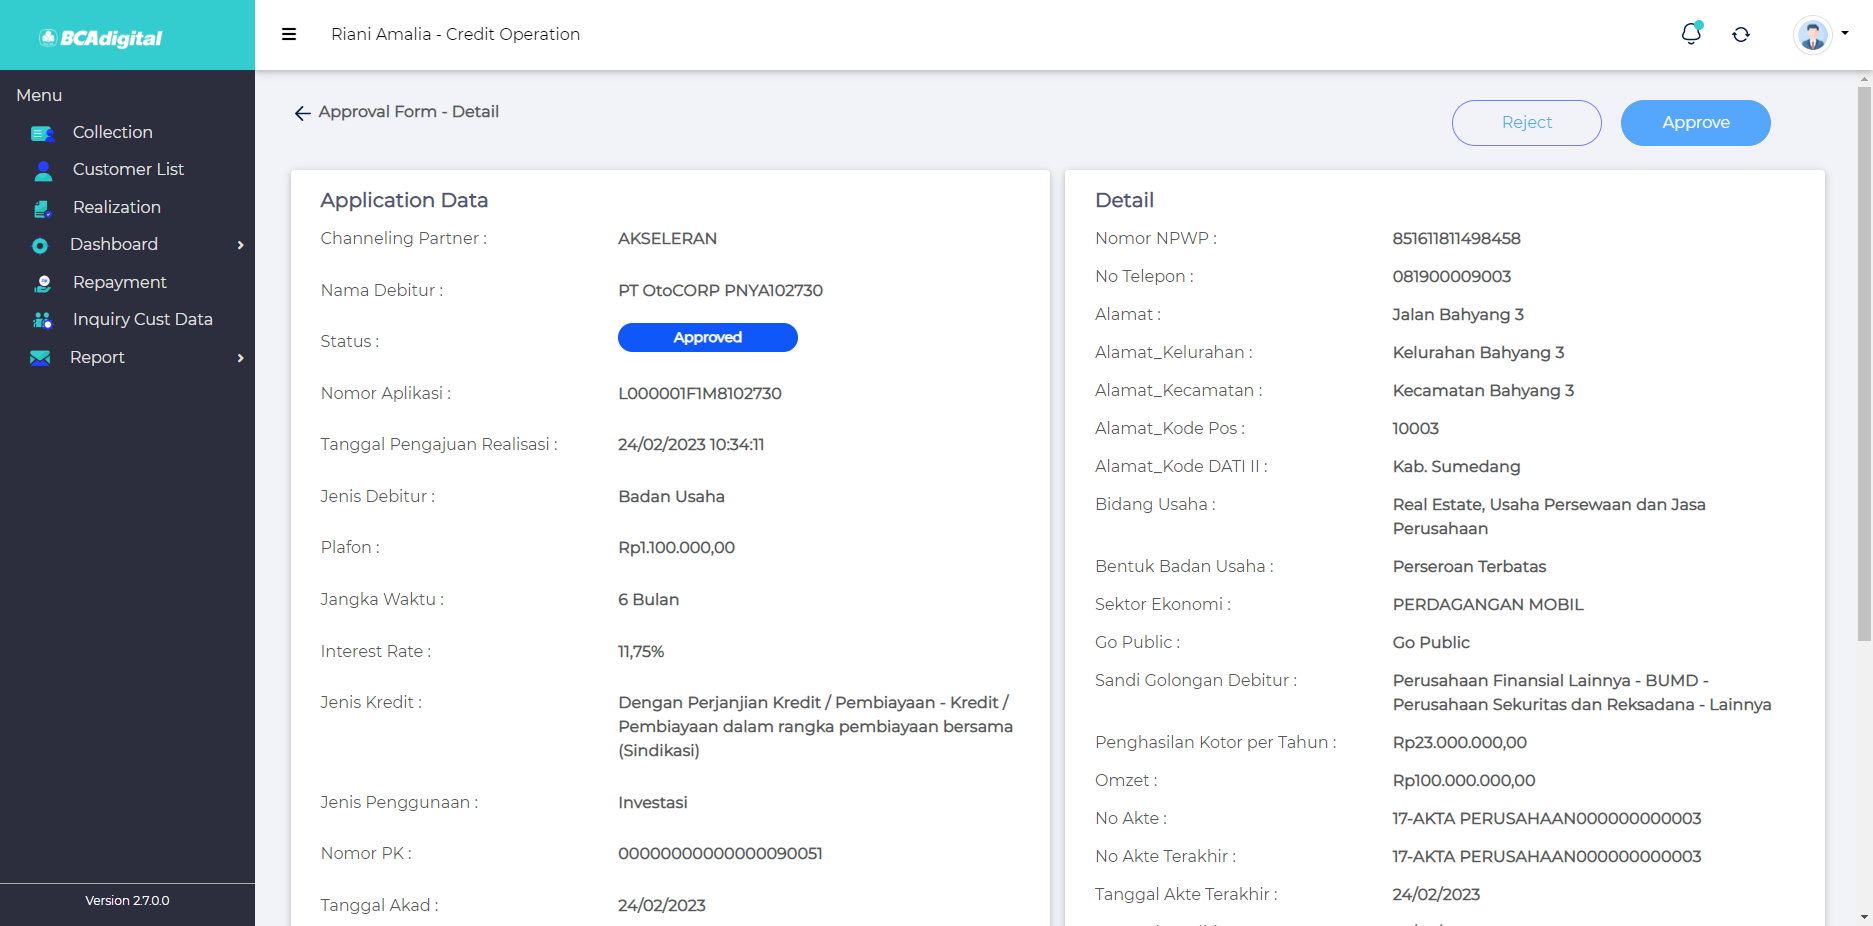 BCAdigital
Riani Amalia - Credit Operation
Menu
Collection
Customer List
Realization
Dashboard
Repayment
Inquiry Cust Data
Report
Version 2.7.0.0
Approval Form - Detail
Reject
Approve
Application Data
Channeling Partner : AKSELERAN
Nama Debitur : PT OtoCORP PNYA102730
Status : Approved
Nomor Aplikasi : L000001F1M8102730
Tanggal Pengajuan Realisasi : 24/02/2023 10:34:11
Jenis Debitur : Badan Usaha
Plafon : Rp1.100.000,00
Jangka Waktu : 6 Bulan
Interest Rate : 11,75%
Jenis Kredit : Dengan Perjanjian Kredit / Pembiayaan - Kredit /
Pembiayaan dalam rangka pembiayaan bersama
(Sindikasi)
Jenis Penggunaan : Investasi
Nomor PK : 00000000000000090051
Tanggal Akad : 24/02/2023
Detail
Nomor NPWP : 851611811498458
No Telepon : 081900009003
Alamat : Jalan Bahyang 3
Alamat_Kelurahan : Kelurahan Bahyang 3
Alamat_Kecamatan : Kecamatan Bahyang 3
Alamat_Kode Pos : 10003
Alamat_Kode DATI II : Kab. Sumedang
Bidang Usaha : Real Estate, Usaha Persewaan dan Jasa
Perusahaan
Bentuk Badan Usaha : Perseroan Terbatas
Sektor Ekonomi : PERDAGANGAN MOBIL
Go Public : Go Public
Sandi Golongan Debitur : Perusahaan Finansial Lainnya - BUMD -
Perusahaan Sekuritas dan Reksadana - Lainnya
Penghasilan Kotor per Tahun : Rp23.000.000,00
Omzet : Rp100.000.000,00
No Akte : 17-AKTA PERUSAHAAN000000000003
No Akte Terakhir : 17-AKTA PERUSAHAAN000000000003
Tanggal Akte Terakhir : 24/02/2023